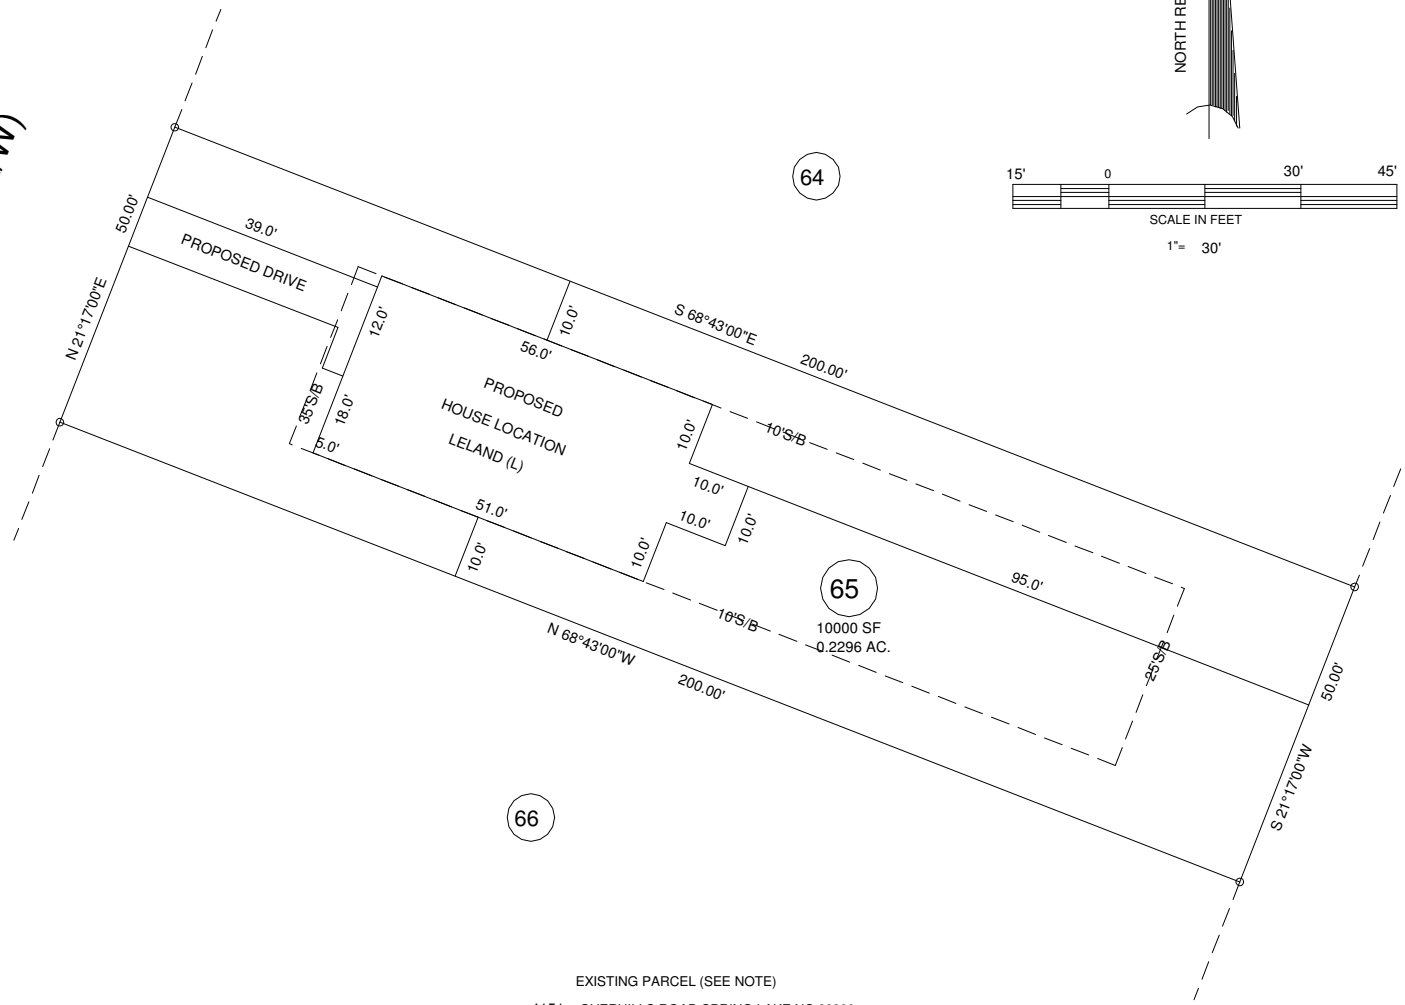 NORTH RE
64
15' 0 30' 45'
SCALE IN FEET
1"= 30'
50.00'
39.0'
PROPOSED DRIVE
N 21°17'00"E
12.0'
10.0'
56.0'
S 68°43'00"E
200.00'
35'S/B
18.0'
5.0'
PROPOSED
HOUSE LOCATION
LELAND (L)
10.0'
10'S/B
10.0'
10.0'
10.0'
10.0'
51.0'
10.0'
95.0'
65
10000 SF
0.2296 AC.
10'S/B
25'S/B
50.00'
S 21°17'00"W
N 68°43'00"W
200.00'
66
EXISTING PARCEL (SEE NOTE)